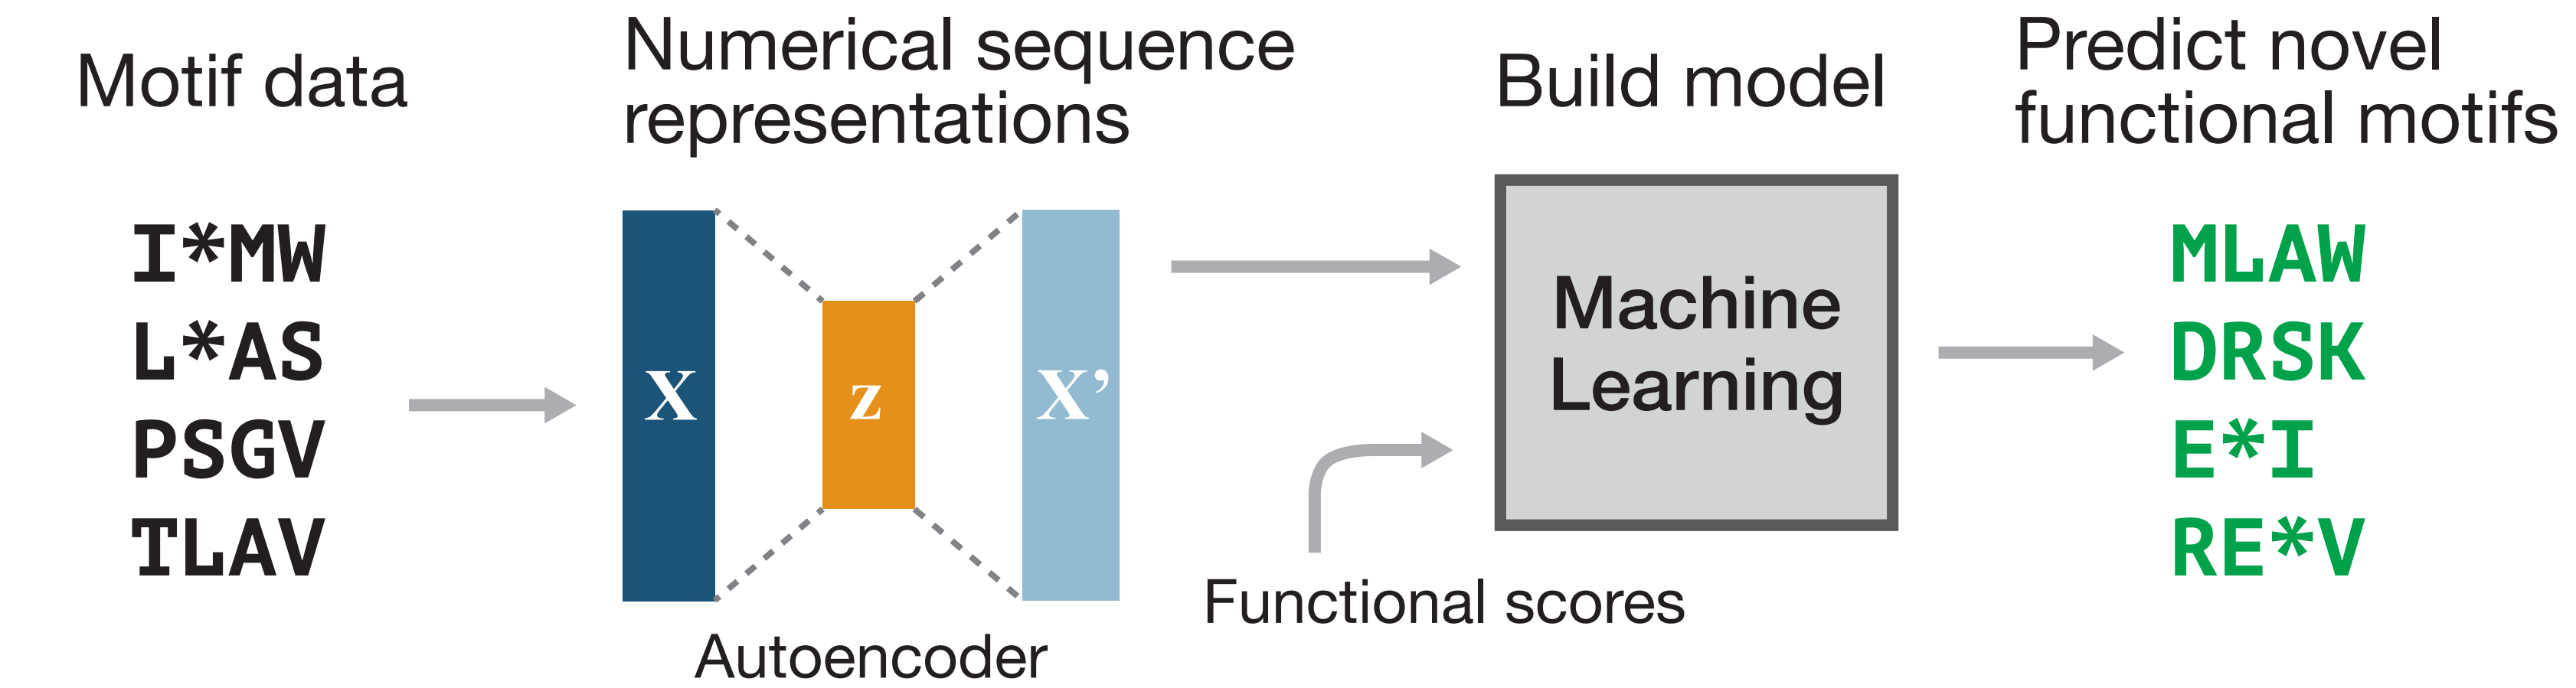 Motif data
I*MW
L*AS
PSGV
TLAV
Numerical sequence
representations
X
z
X’
Autoencoder
Build model
Machine
Learning
Functional scores
Predict novel
functional motifs
MLAW
DRSK
E*I
RE*V